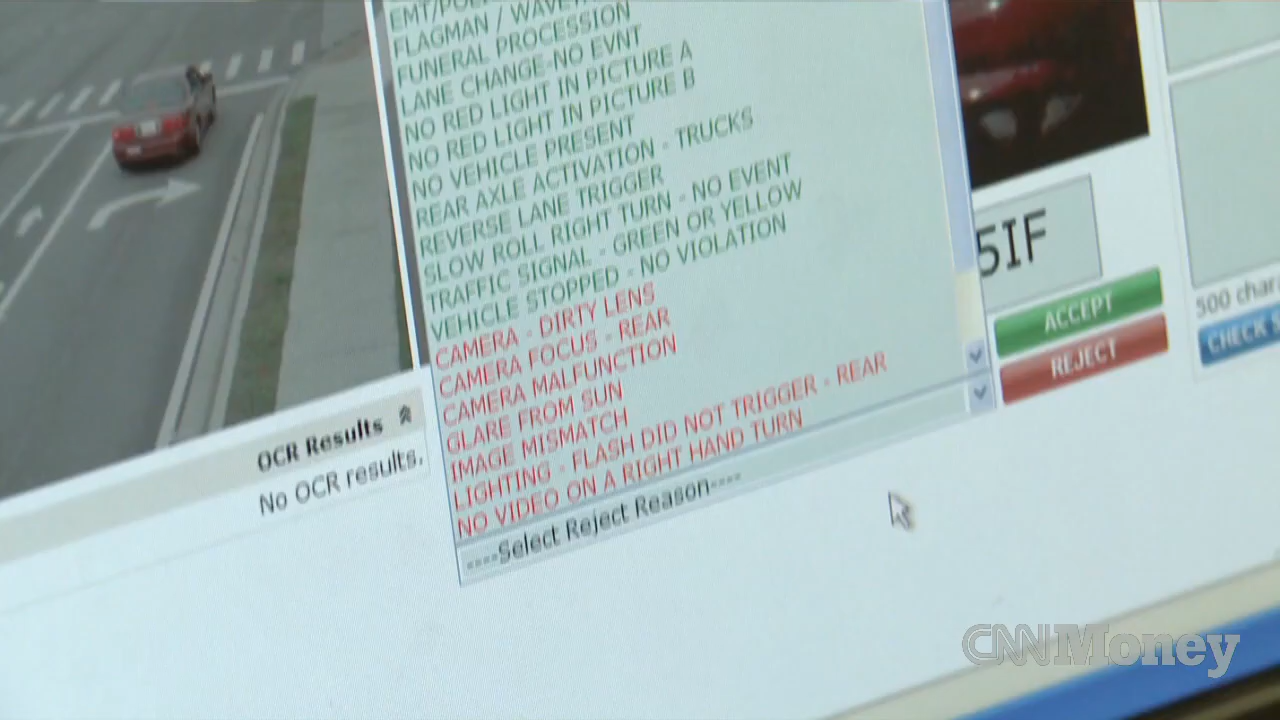 EMT/
FLAGMAN /
FUNERAL PROCESSION
LANE CHANGE-NO EVNT
NO RED LIGHT IN PICTURE A
NO RED LIGHT IN PICTURE B
NO VEHICLE PRESENT
REAR AXLE ACTIVATION - TRUCKS
REVERSE LANE TRIGGER
SLOW ROLL RIGHT TURN - NO EVENT
TRAFFIC SIGNAL - GREEN OR YELLOW
VEHICLE STOPPED - NO VIOLATION
CAMERA - DIRTY LENS
CAMERA FOCUS - REAR
CAMERA MALFUNCTION
GLARE FROM SUN
IMAGE MISMATCH
LIGHTING - FLASH DID NOT TRIGGER - REAR
NO VIDEO ON A RIGHT HAND TURN
----Select Reject Reason----
OCR Results
No OCR results.
5IF
ACCEPT
REJECT
500 char
CHECK
CNNMoney